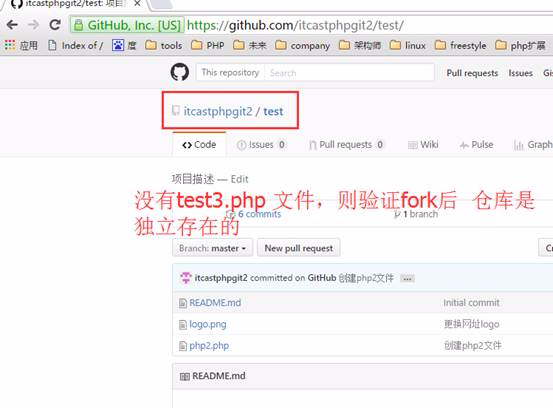 itcastphpgit2/test: 项目
GitHub, Inc. [US] https://github.com/itcastphpgit2/test/
应用 Index of / 度 tools PHP 未来 company 架构师 linux freestyle php扩展
This repository Search Pull requests Issues Gis
itcastphpgit2 / test
Code Issues 0 Pull requests 0 Wiki Pulse Graph
项目描述 — Edit
没有test3.php 文件，则验证fork后 仓库是
独立存在的
6 commits 1 branch
Branch: master New pull request Cr
itcastphpgit2 committed on GitHub 创建php2文件 ...
README.md Initial commit
logo.png 更换网址logo
php2.php 创建php2文件
README.md